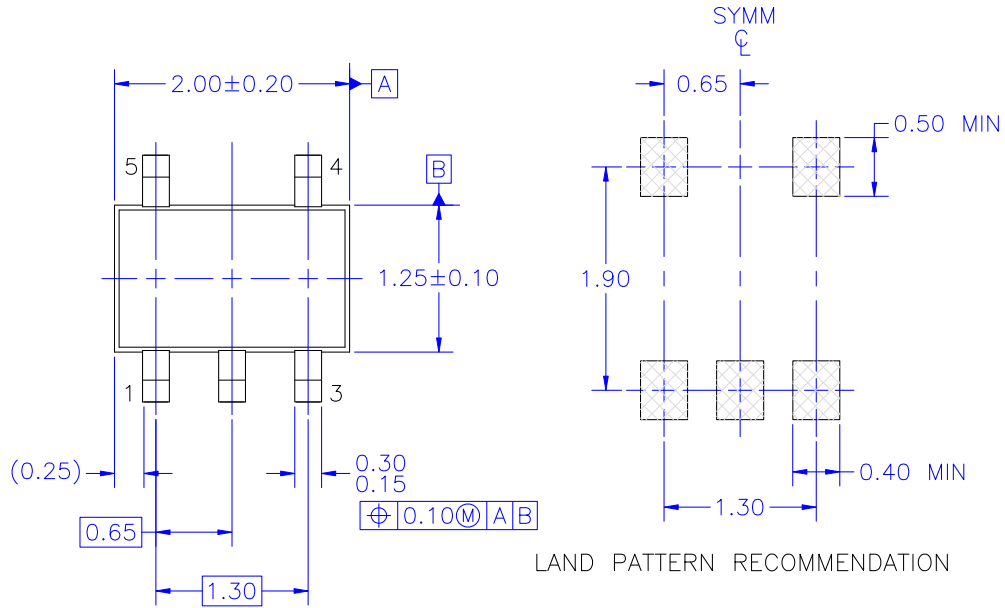 SYMM
℄
2.00±0.20
A
0.65
0.50 MIN
5
4
B
1.25±0.10
1.90
1
3
(0.25)
0.30
0.15
0.40 MIN
⌖ 0.10Ⓜ A B
0.65
1.30
1.30
LAND PATTERN RECOMMENDATION